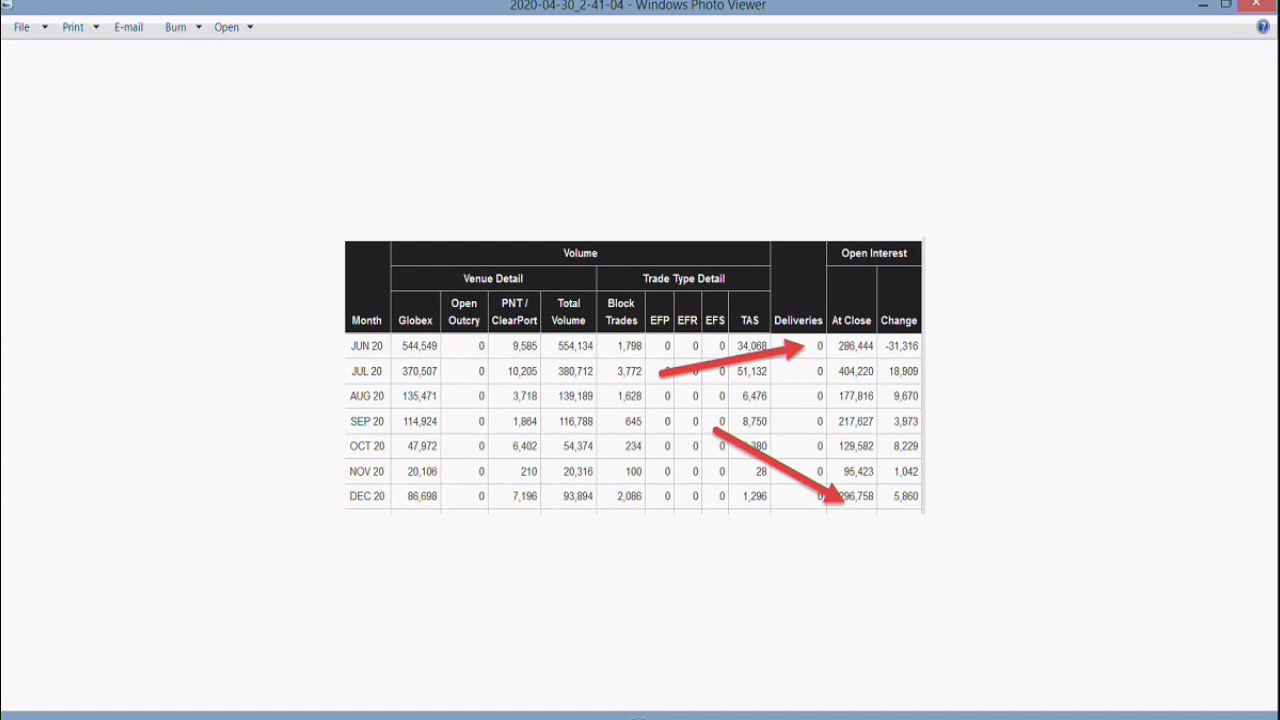 2020-04-30_2-41-04 - Windows Photo Viewer
File Print E-mail Burn Open
Volume Open Interest
Venue Detail Trade Type Detail
Month Globex Open Outcry PNT / ClearPort Total Volume Block Trades EFP EFR EFS TAS Deliveries At Close Change
JUN 20 544,549 0 9,585 554,134 1,798 0 0 0 34,068 0 286,444 -31,316
JUL 20 370,507 0 10,205 380,712 3,772 0 0 0 51,132 0 404,220 18,909
AUG 20 135,471 0 3,718 139,189 1,628 0 0 0 6,476 0 177,816 9,670
SEP 20 114,924 0 1,864 116,788 645 0 0 0 8,750 0 217,627 3,973
OCT 20 47,972 0 6,402 54,374 234 0 0 0 0 129,582 8,229
NOV 20 20,106 0 210 20,316 100 0 0 0 28 0 95,423 1,042
DEC 20 86,698 0 7,196 93,894 2,086 0 0 0 1,296 0 296,758 5,860